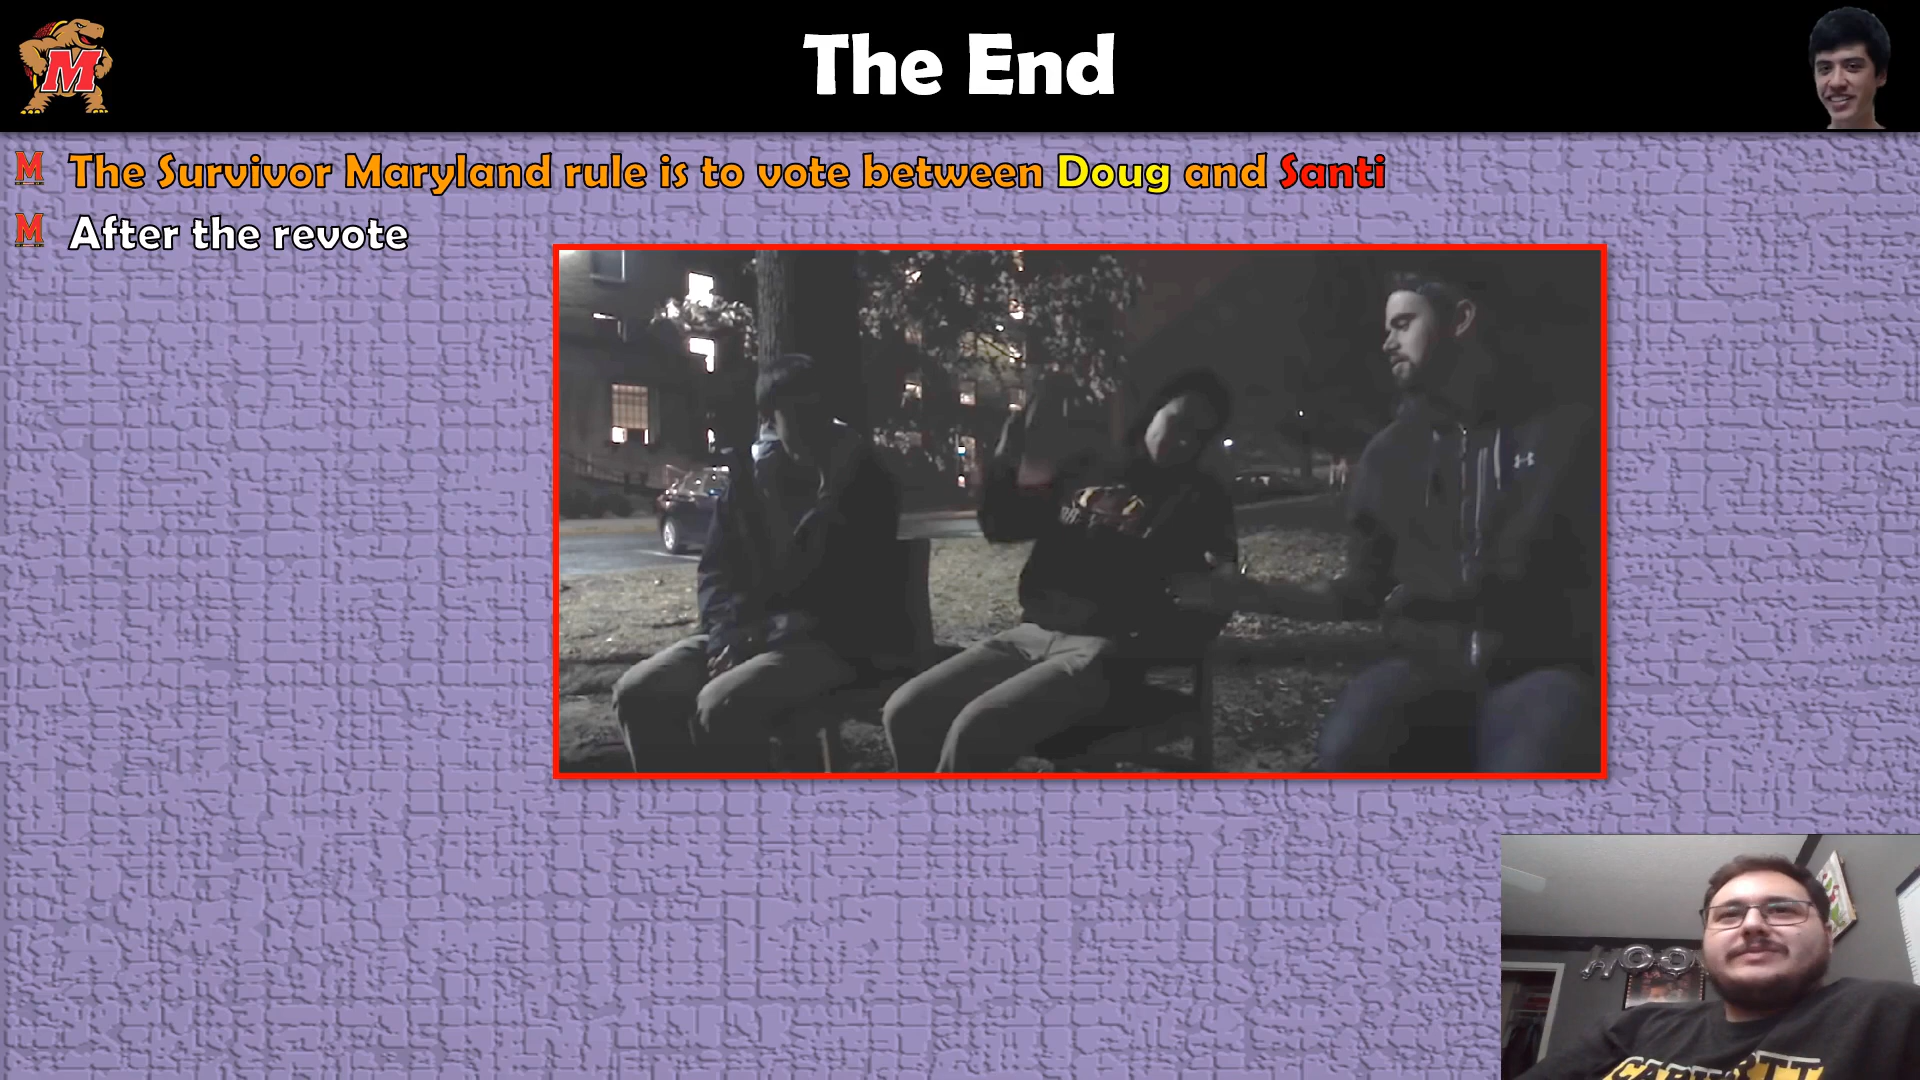 The End
M
M The Survivor Maryland rule is to vote between Doug and Santi
M After the revote